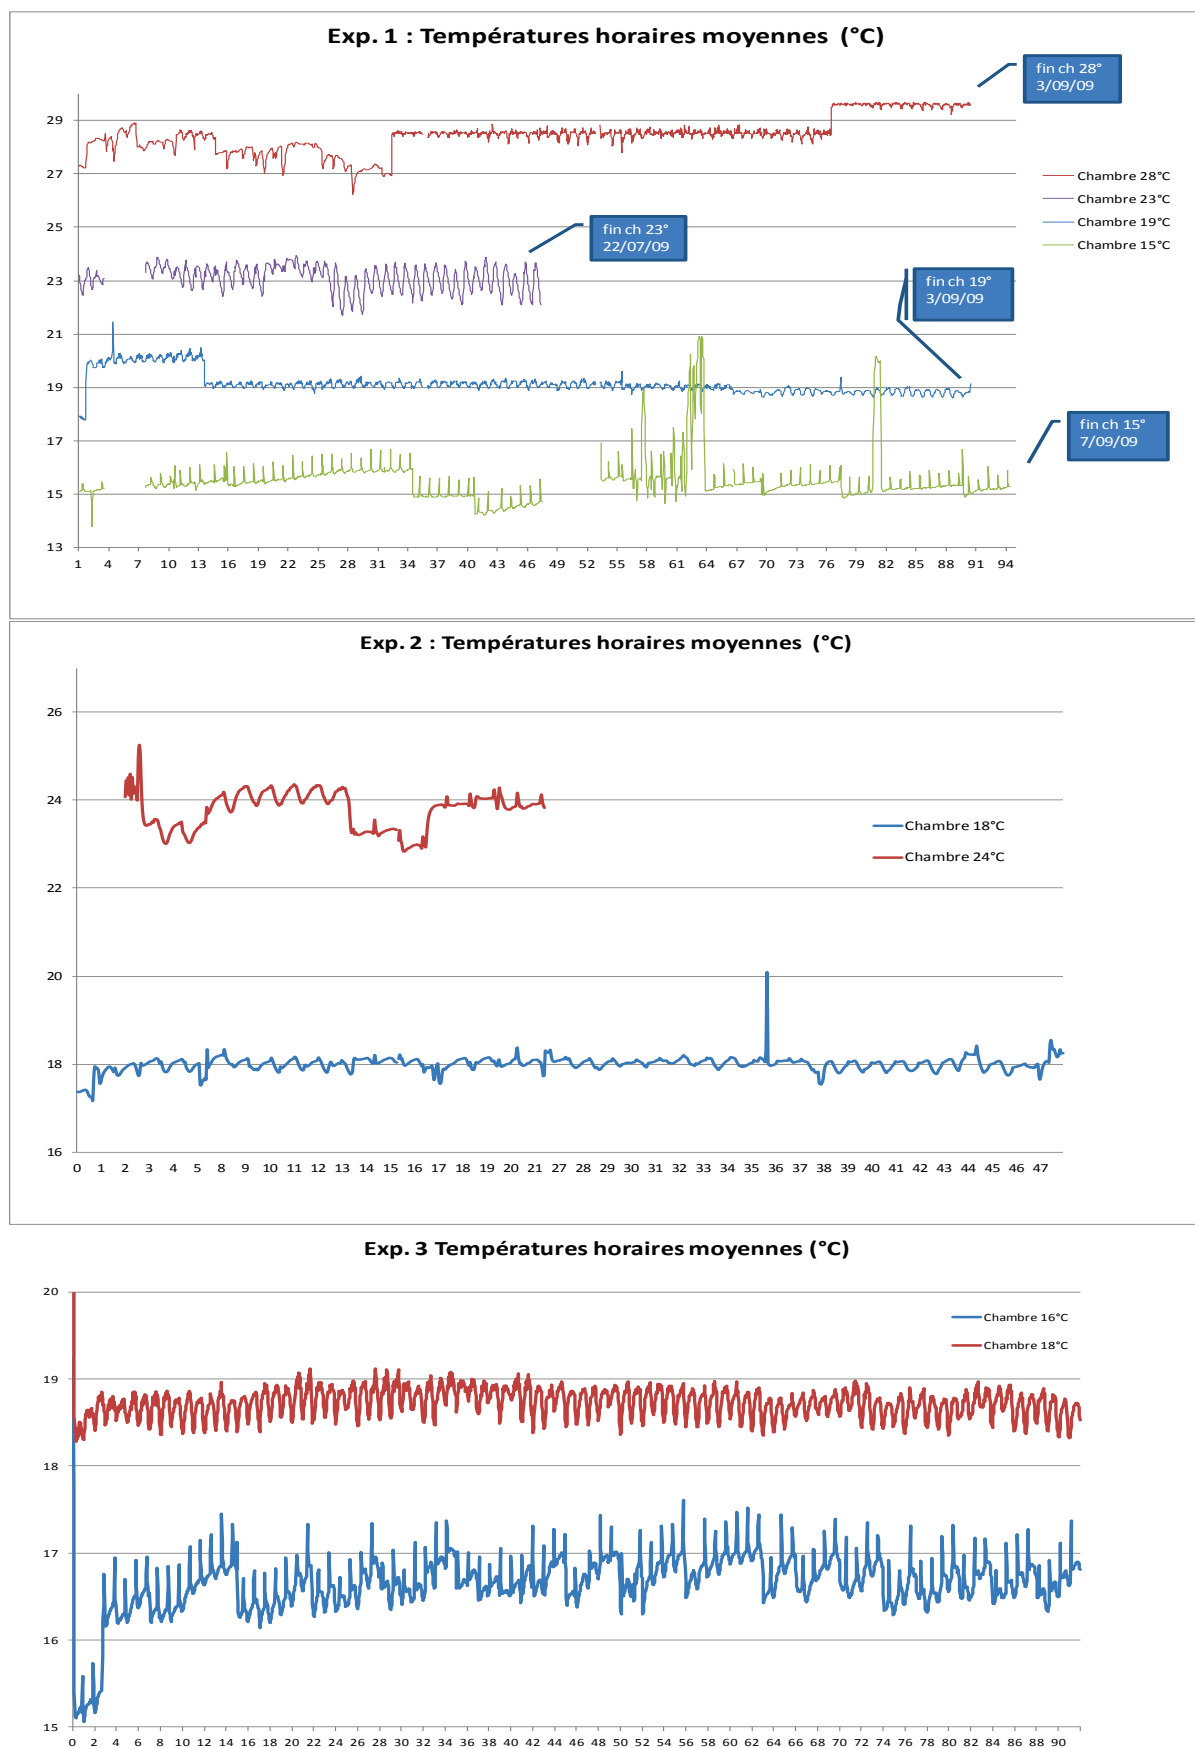 Exp. 1 : Températures horaires moyennes (°C)
fin ch 28°
3/09/09
29
27
25
23
21
19
17
15
13
Chambre 28°C
Chambre 23°C
Chambre 19°C
Chambre 15°C
fin ch 23°
22/07/09
fin ch 19°
3/09/09
fin ch 15°
7/09/09
1 4 7 10 13 16 19 22 25 28 31 34 37 40 43 46 49 52 55 58 61 64 67 70 73 76 79 82 85 88 91 94
Exp. 2 : Températures horaires moyennes (°C)
26
24
22
20
18
16
Chambre 18°C
Chambre 24°C
0 1 2 3 4 5 8 9 10 11 12 13 14 15 16 17 18 19 20 21 27 28 30 31 32 33 34 35 36 37 38 39 40 41 42 43 44 45 46 47
Exp. 3 Températures horaires moyennes (°C)
20
19
18
17
16
15
Chambre 16°C
Chambre 18°C
0 2 4 6 8 10 12 14 16 18 20 22 24 26 28 30 32 34 36 38 40 42 44 46 48 50 52 54 56 58 60 62 64 66 68 70 72 74 76 78 80 82 84 86 88 90